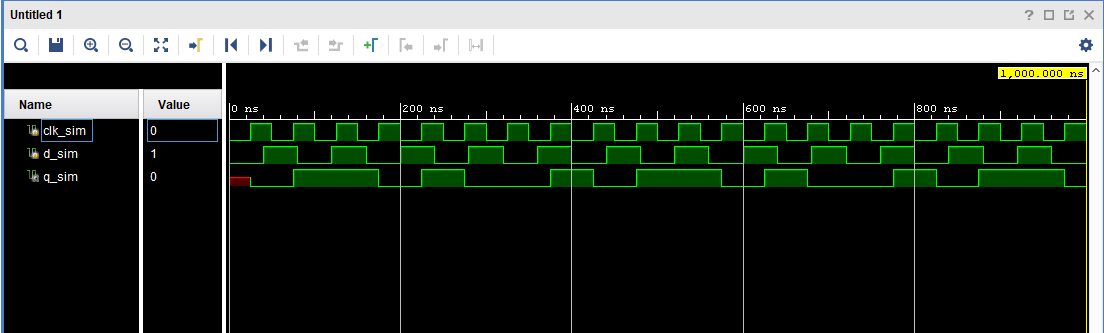 Untitled 1
?
1,000.000 ns
Name Value
0 ns 200 ns 400 ns 600 ns 800 ns
clk_sim 0
d_sim 1
q_sim 0